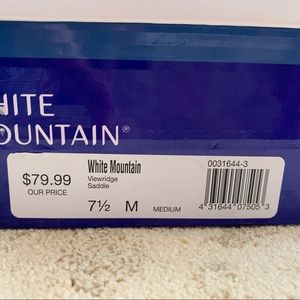 HITE
OUNTAIN®
White Mountain
Viewridge
Saddle
$79.99
OUR PRICE
7½ M MEDIUM
0031644-3
4 31644 07505 3